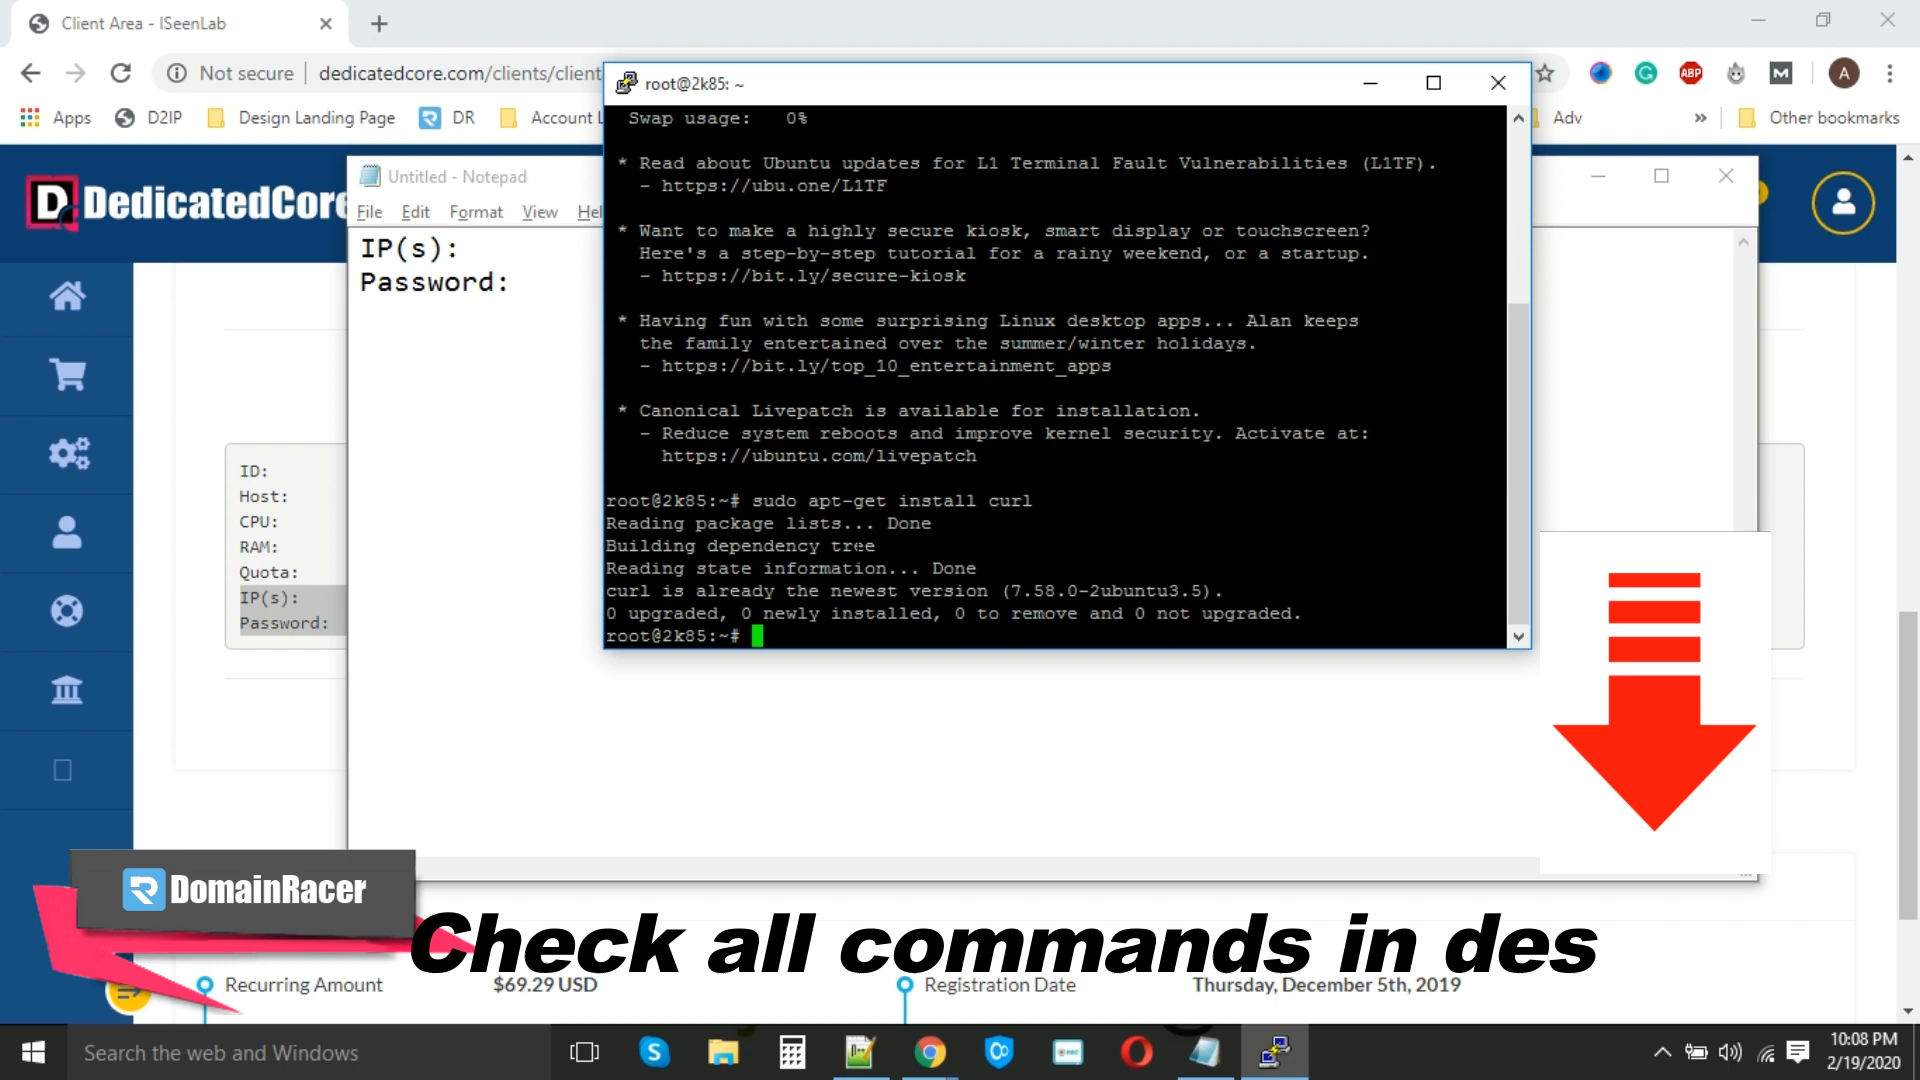 Client Area - ISeenLab
Not secure
dedicatedcore.com/clients/client
ABP
M
A
Apps
D2IP
Design Landing Page
DR
Account L
Adv
»
Other bookmarks
DedicatedCore
Untitled - Notepad
File Edit Format View Hel
IP(s):
Password:
root@2k85: ~
Swap usage: 0%
* Read about Ubuntu updates for L1 Terminal Fault Vulnerabilities (L1TF).
- https://ubu.one/L1TF
* Want to make a highly secure kiosk, smart display or touchscreen?
Here's a step-by-step tutorial for a rainy weekend, or a startup.
- https://bit.ly/secure-kiosk
* Having fun with some surprising Linux desktop apps... Alan keeps
the family entertained over the summer/winter holidays.
- https://bit.ly/top_10_entertainment_apps
* Canonical Livepatch is available for installation.
- Reduce system reboots and improve kernel security. Activate at:
https://ubuntu.com/livepatch
root@2k85:~# sudo apt-get install curl
Reading package lists... Done
Building dependency tree
Reading state information... Done
curl is already the newest version (7.58.0-2ubuntu3.5).
0 upgraded, 0 newly installed, 0 to remove and 0 not upgraded.
root@2k85:~#
ID:
Host:
CPU:
RAM:
Quota:
IP(s):
Password:
DomainRacer
Check all commands in des
Recurring Amount
$69.29 USD
Registration Date
Thursday, December 5th, 2019
Search the web and Windows
10:08 PM
2/19/2020